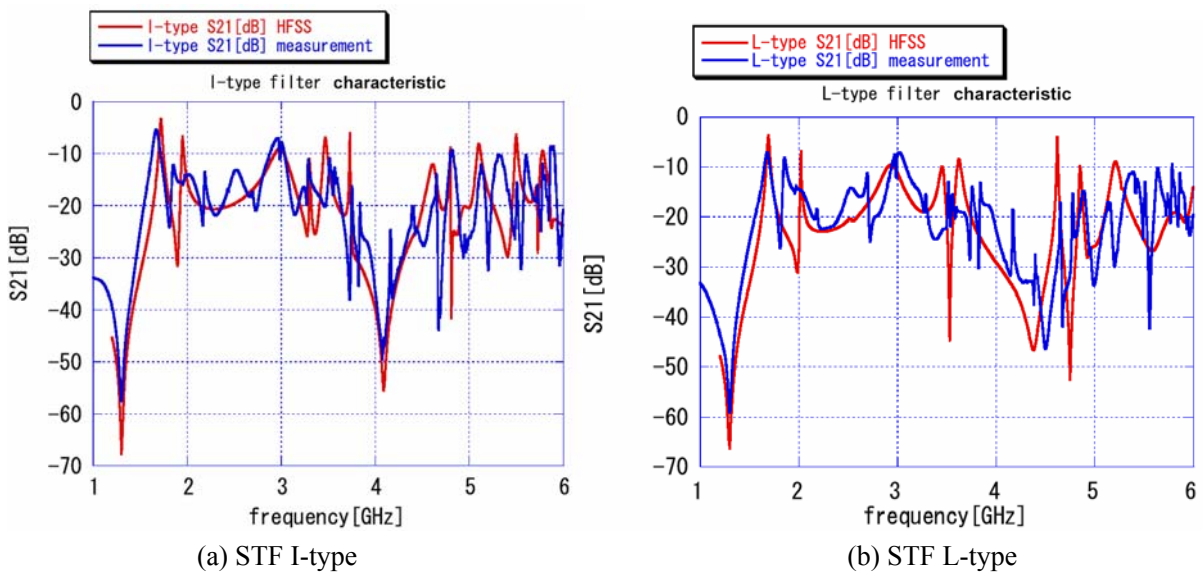 I-type S21[dB] HFSS
I-type S21[dB] measurement
I-type filter characteristic
0
-10
-20
-30
-40
-50
-60
-70
S21[dB]
1 2 3 4 5 6
frequency[GHz]
(a) STF I-type
L-type S21[dB] HFSS
L-type S21[dB] measurement
L-type filter characteristic
0
-10
-20
-30
-40
-50
-60
-70
S21[dB]
1 2 3 4 5 6
frequency[GHz]
(b) STF L-type